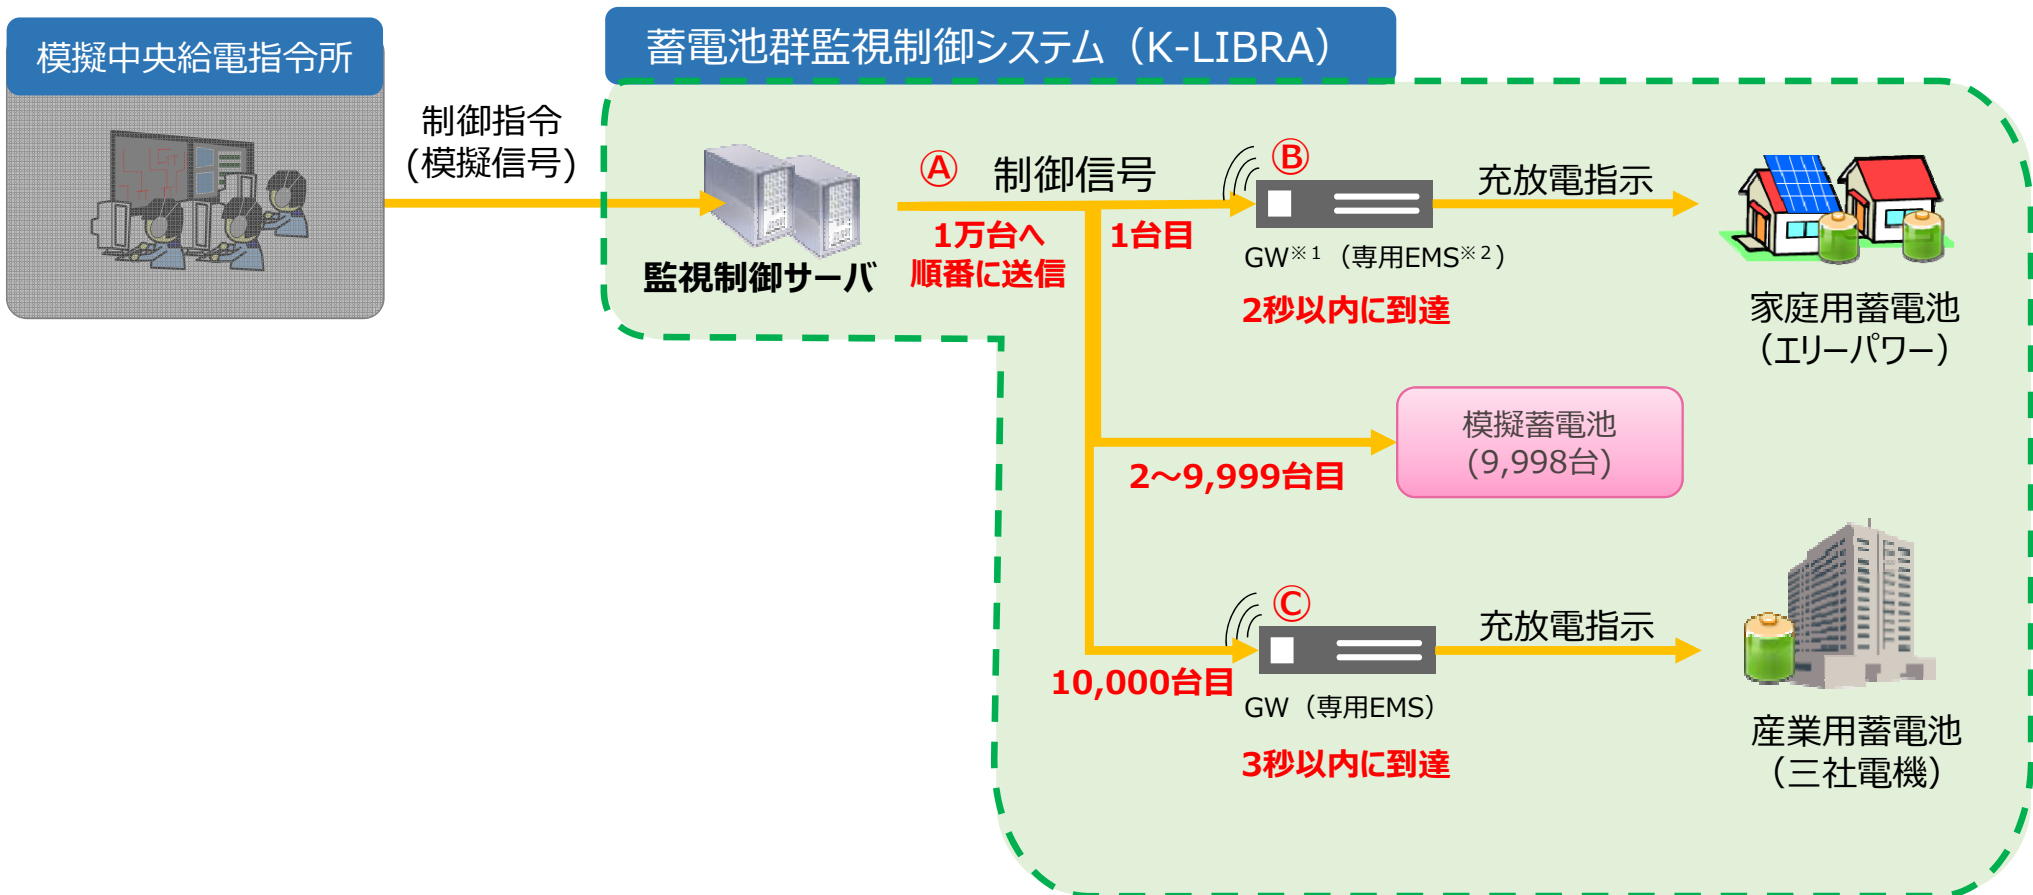 模擬中央給電指令所
蓄電池群監視制御システム（K-LIBRA）
制御指令
(模擬信号)
監視制御サーバ
Ⓐ
制御信号
1万台へ
順番に送信
1台目
Ⓑ
GW※1（専用EMS※2）
2秒以内に到達
充放電指示
家庭用蓄電池
（エリーパワー）
2～9,999台目
模擬蓄電池
(9,998台)
10,000台目
Ⓒ
GW（専用EMS）
3秒以内に到達
充放電指示
産業用蓄電池
（三社電機）